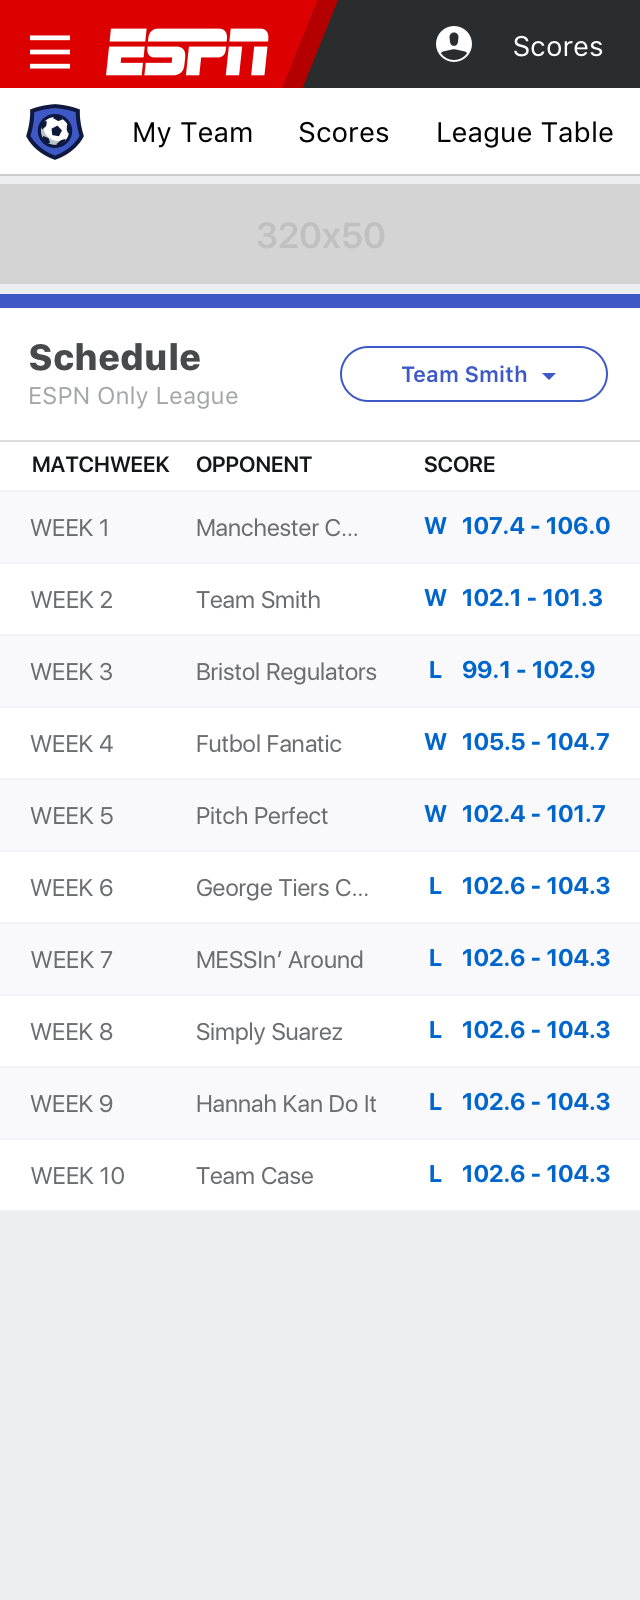 ESPN Scores
My Team Scores League Table
320x50
Schedule
ESPN Only League
Team Smith
MATCHWEEK OPPONENT SCORE
WEEK 1 Manchester C... W 107.4 - 106.0
WEEK 2 Team Smith W 102.1 - 101.3
WEEK 3 Bristol Regulators L 99.1 - 102.9
WEEK 4 Futbol Fanatic W 105.5 - 104.7
WEEK 5 Pitch Perfect W 102.4 - 101.7
WEEK 6 George Tiers C... L 102.6 - 104.3
WEEK 7 MESSIn’ Around L 102.6 - 104.3
WEEK 8 Simply Suarez L 102.6 - 104.3
WEEK 9 Hannah Kan Do It L 102.6 - 104.3
WEEK 10 Team Case L 102.6 - 104.3